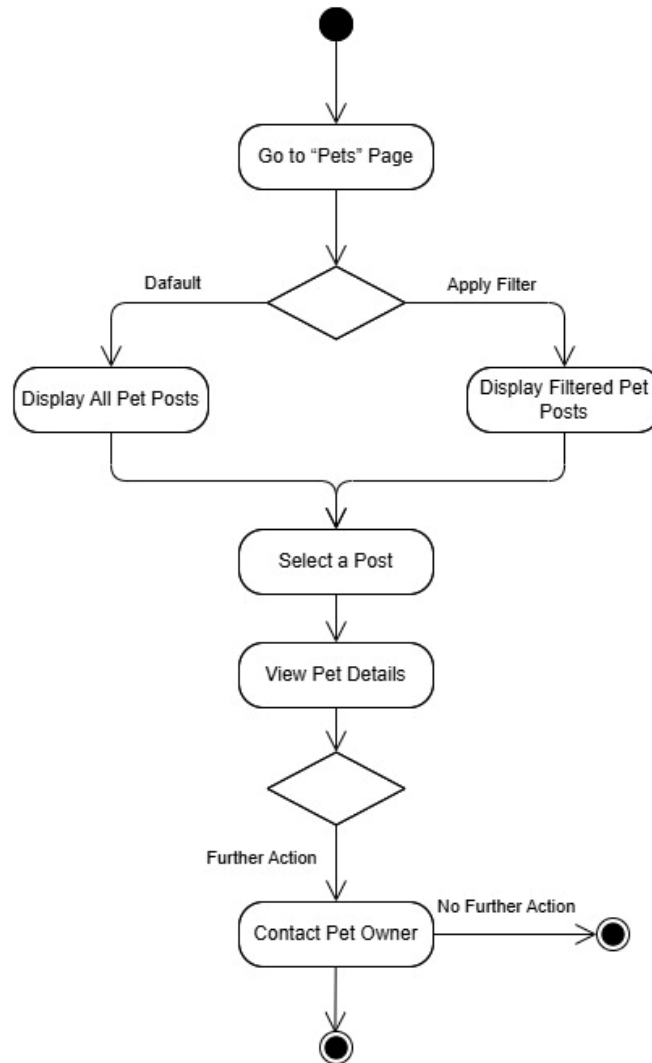 Go to “Pets” Page
Dafault
Apply Filter
Display All Pet Posts
Display Filtered Pet
Posts
Select a Post
View Pet Details
Further Action
No Further Action
Contact Pet Owner